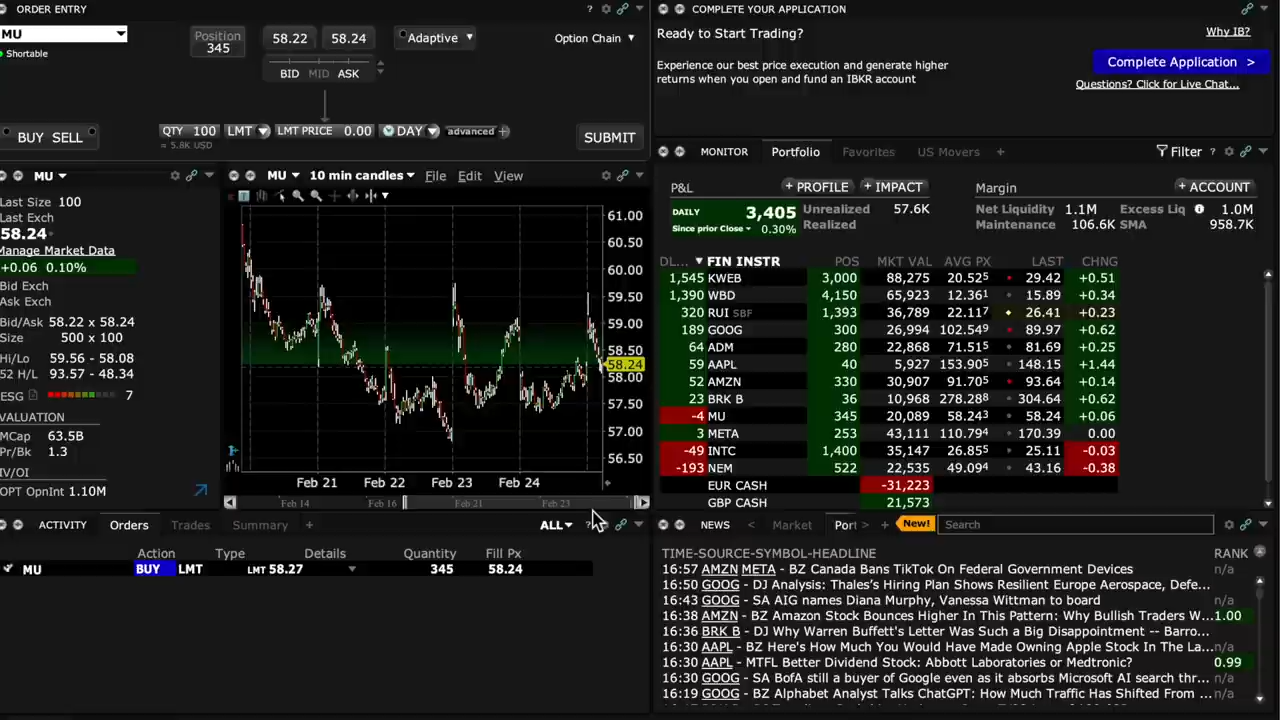 ORDER ENTRY
MU
Shortable
Position
345
58.22
58.24
Adaptive
Option Chain
BID MID ASK
BUY SELL
QTY 100
LMT
LMT PRICE 0.00
DAY
advanced
≈ 5.8K USD
SUBMIT
MU
Last Size 100
Last Exch
58.24
Manage Market Data
+0.06 0.10%
Bid Exch
Ask Exch
Bid/Ask 58.22 x 58.24
Size 500 x 100
Hi/Lo 59.56 - 58.08
52 H/L 93.57 - 48.34
ESG 7
VALUATION
MCap 63.5B
Pr/Bk 1.3
IV/OI
OPT OpnInt 1.10M
MU 10 min candles File Edit View
61.00
60.50
60.00
59.50
59.00
58.50
58.24
58.00
57.50
57.00
56.50
Feb 21 Feb 22 Feb 23 Feb 24
Feb 14 Feb 16 Feb 21 Feb 23
ACTIVITY Orders Trades Summary +
ALL
Action Type Details Quantity Fill Px
MU BUY LMT LMT 58.27 345 58.24
COMPLETE YOUR APPLICATION
Ready to Start Trading?
Why IB?
Experience our best price execution and generate higher
returns when you open and fund an IBKR account
Complete Application >
Questions? Click for Live Chat...
MONITOR Portfolio Favorites US Movers +
Filter ?
P&L
+ PROFILE
+ IMPACT
Margin
+ ACCOUNT
DAILY 3,405
Since prior Close 0.30%
Unrealized 57.6K
Realized
Net Liquidity 1.1M Excess Liq 1.0M
Maintenance 106.6K SMA 958.7K
DL... FIN INSTR POS MKT VAL AVG PX LAST CHNG
1,545 KWEB 3,000 88,275 20.525 29.42 +0.51
1,390 WBD 4,150 65,923 12.361 15.89 +0.34
320 RUI SBF 1,393 36,789 22.117 26.41 +0.23
189 GOOG 300 26,994 102.549 89.97 +0.62
64 ADM 280 22,868 71.515 81.69 +0.25
59 AAPL 40 5,927 153.905 148.15 +1.44
52 AMZN 330 30,907 91.705 93.64 +0.14
23 BRK B 36 10,968 278.288 304.64 +0.62
-4 MU 345 20,089 58.243 58.24 +0.06
3 META 253 43,111 110.794 170.39 0.00
-49 INTC 1,400 35,147 26.855 25.11 -0.03
-193 NEM 522 22,535 49.094 43.16 -0.38
EUR CASH -31,223
GBP CASH 21,573
NEWS < Market Port > + New! Search
TIME-SOURCE-SYMBOL-HEADLINE RANK
16:57 AMZN META - BZ Canada Bans TikTok On Federal Government Devices n/a
16:50 GOOG - DJ Analysis: Thales's Hiring Plan Shows Resilient Europe Aerospace, Defe... n/a
16:43 GOOG - SA AIG names Diana Murphy, Vanessa Wittman to board n/a
16:38 AMZN - BZ Amazon Stock Bounces Higher In This Pattern: Why Bullish Traders W... 1.00
16:36 BRK B - DJ Why Warren Buffett's Letter Was Such a Big Disappointment -- Barro... n/a
16:30 AAPL - BZ Here's How Much You Would Have Made Owning Apple Stock In The La... n/a
16:30 AAPL - MTFL Better Dividend Stock: Abbott Laboratories or Medtronic? 0.99
16:30 GOOG - SA BofA still a buyer of Google even as it absorbs Microsoft AI search thr... n/a
16:19 GOOG - BZ Alphabet Analyst Talks ChatGPT: How Much Traffic Has Shifted From ... n/a